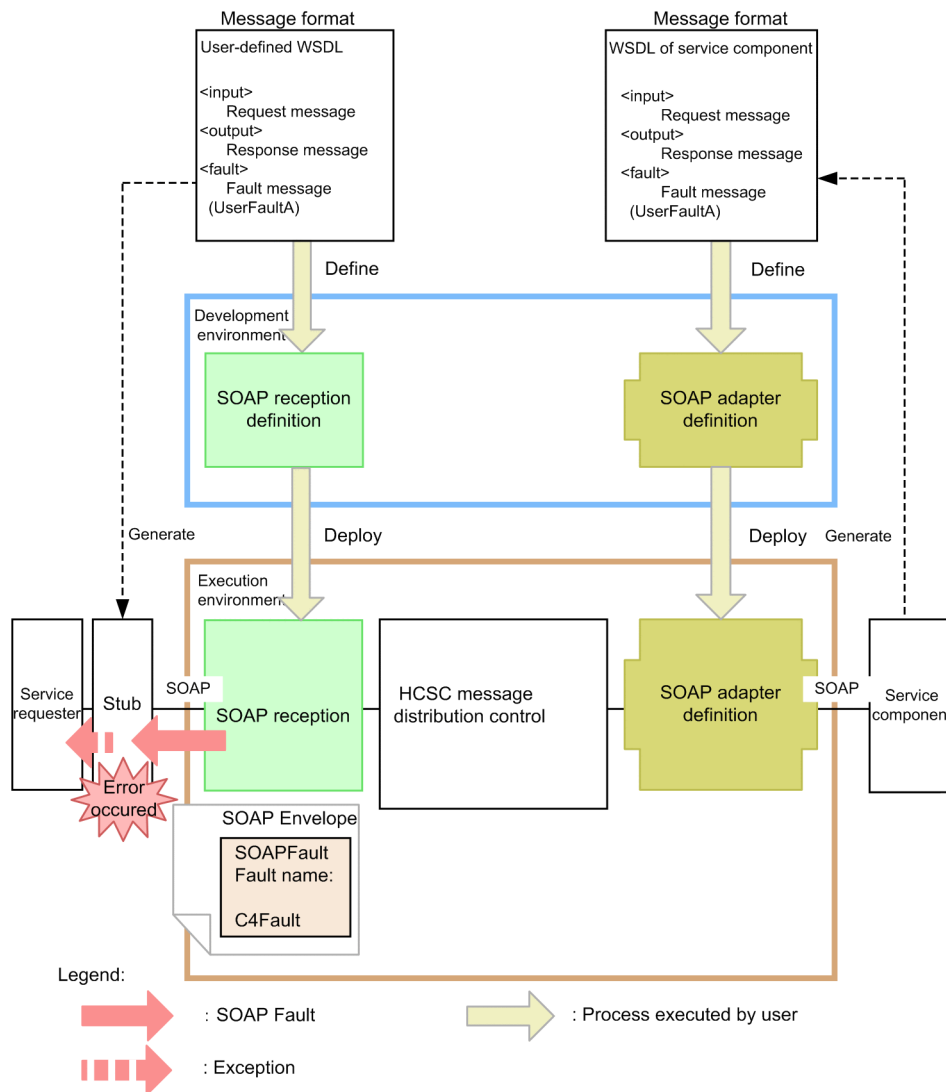 Message format
User-defined WSDL
<input>
Request message
<output>
Response message
<fault>
Fault message
(UserFaultA)
Message format
WSDL of service component
<input>
Request message
<output>
Response message
<fault>
Fault message
(UserFaultA)
Define
Define
Development
environment
SOAP reception
definition
SOAP adapter
definition
Generate
Deploy
Deploy
Generate
Execution
environment
Service
requester
Stub
SOAP
SOAP reception
HCSC message
distribution control
SOAP adapter
definition
SOAP
Service
component
Error
occured
SOAP Envelope
SOAPFault
Fault name:
C4Fault
Legend:
: SOAP Fault
: Process executed by user
: Exception